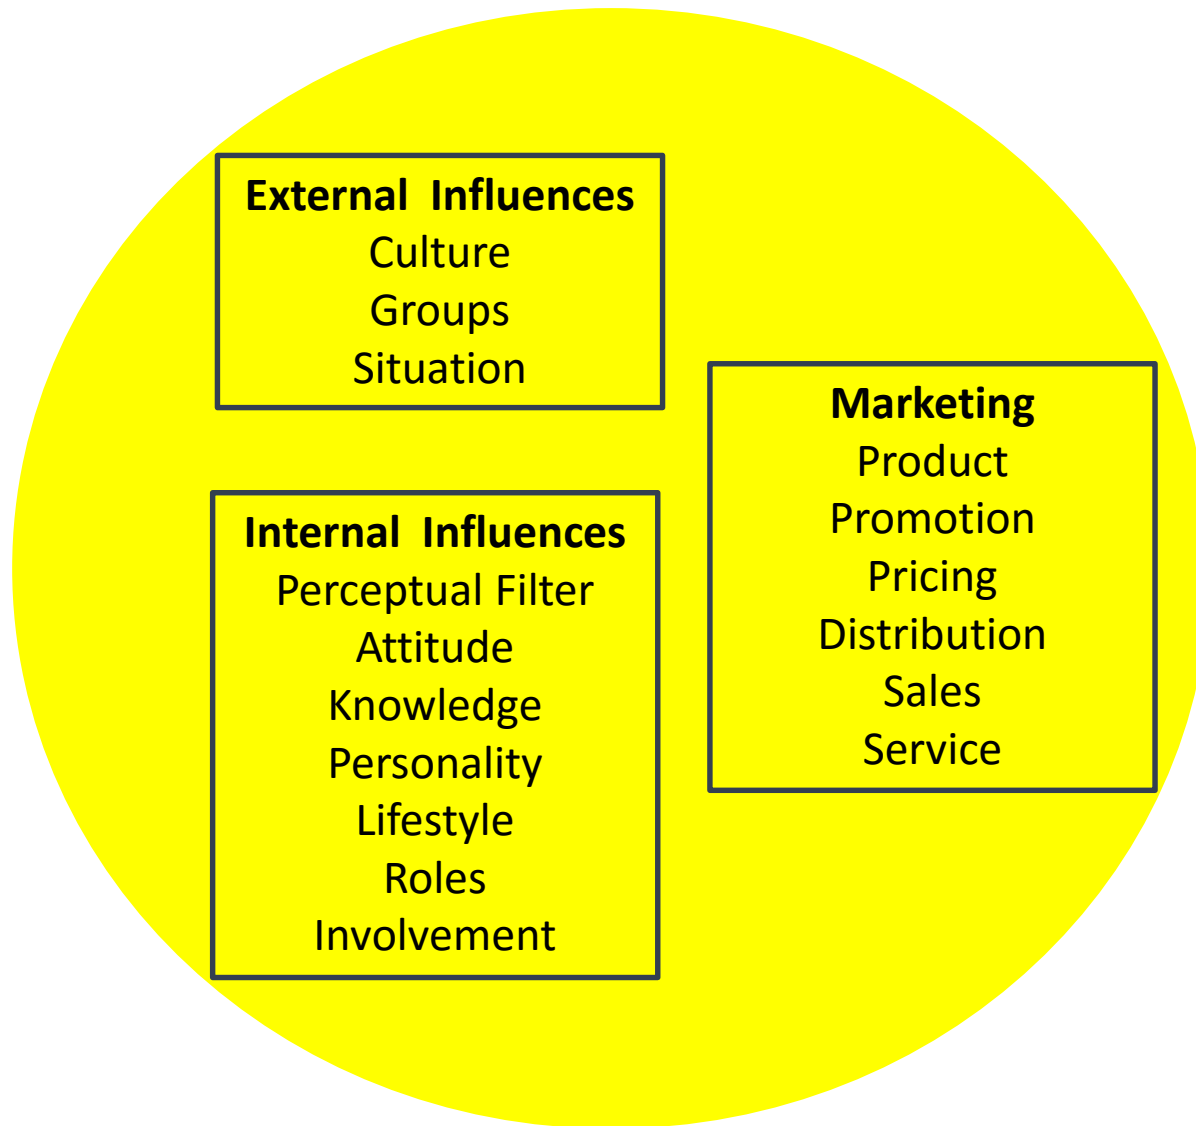 External  Influences
Culture
Groups
Situation
Internal  Influences
Perceptual Filter
Attitude
Knowledge
Personality
Lifestyle
Roles
Involvement
Marketing
Product
Promotion
Pricing
Distribution
Sales
Service